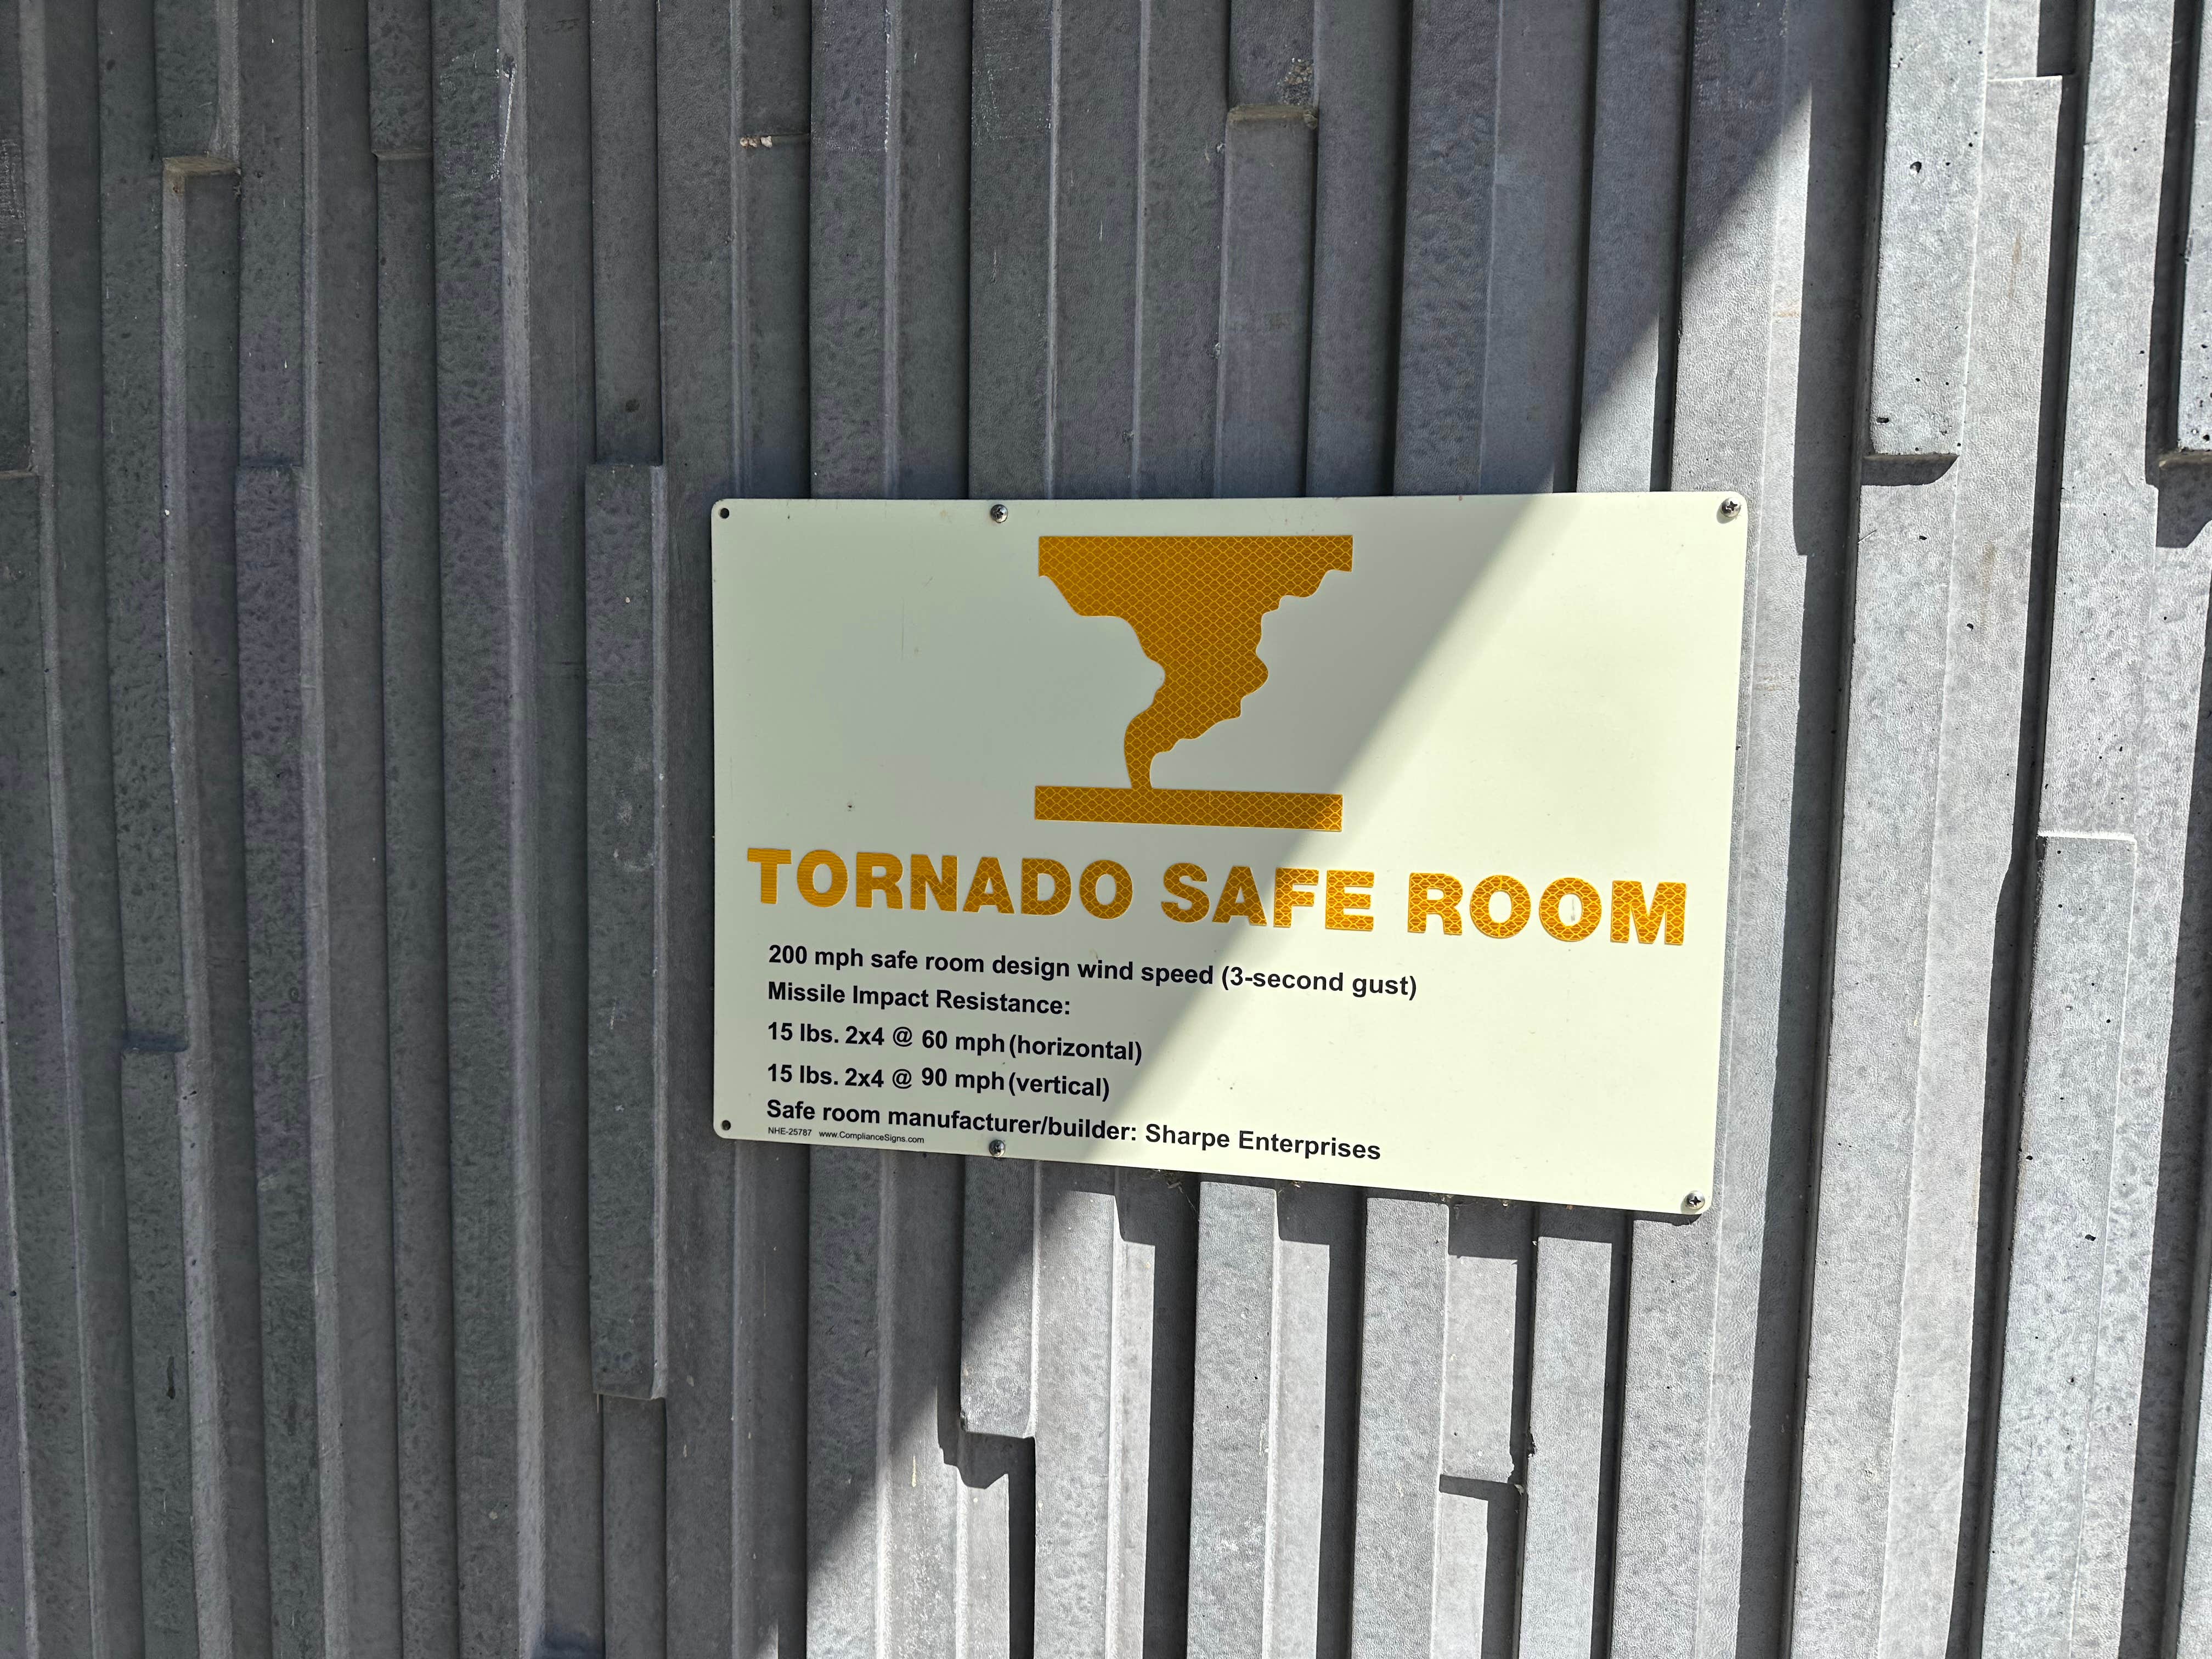 TORNADO SAFE ROOM
200 mph safe room design wind speed (3-second gust)
Missile Impact Resistance:
15 lbs. 2x4 @ 60 mph (horizontal)
15 lbs. 2x4 @ 90 mph (vertical)
Safe room manufacturer/builder: Sharpe Enterprises
NHE-25787 www.ComplianceSigns.com